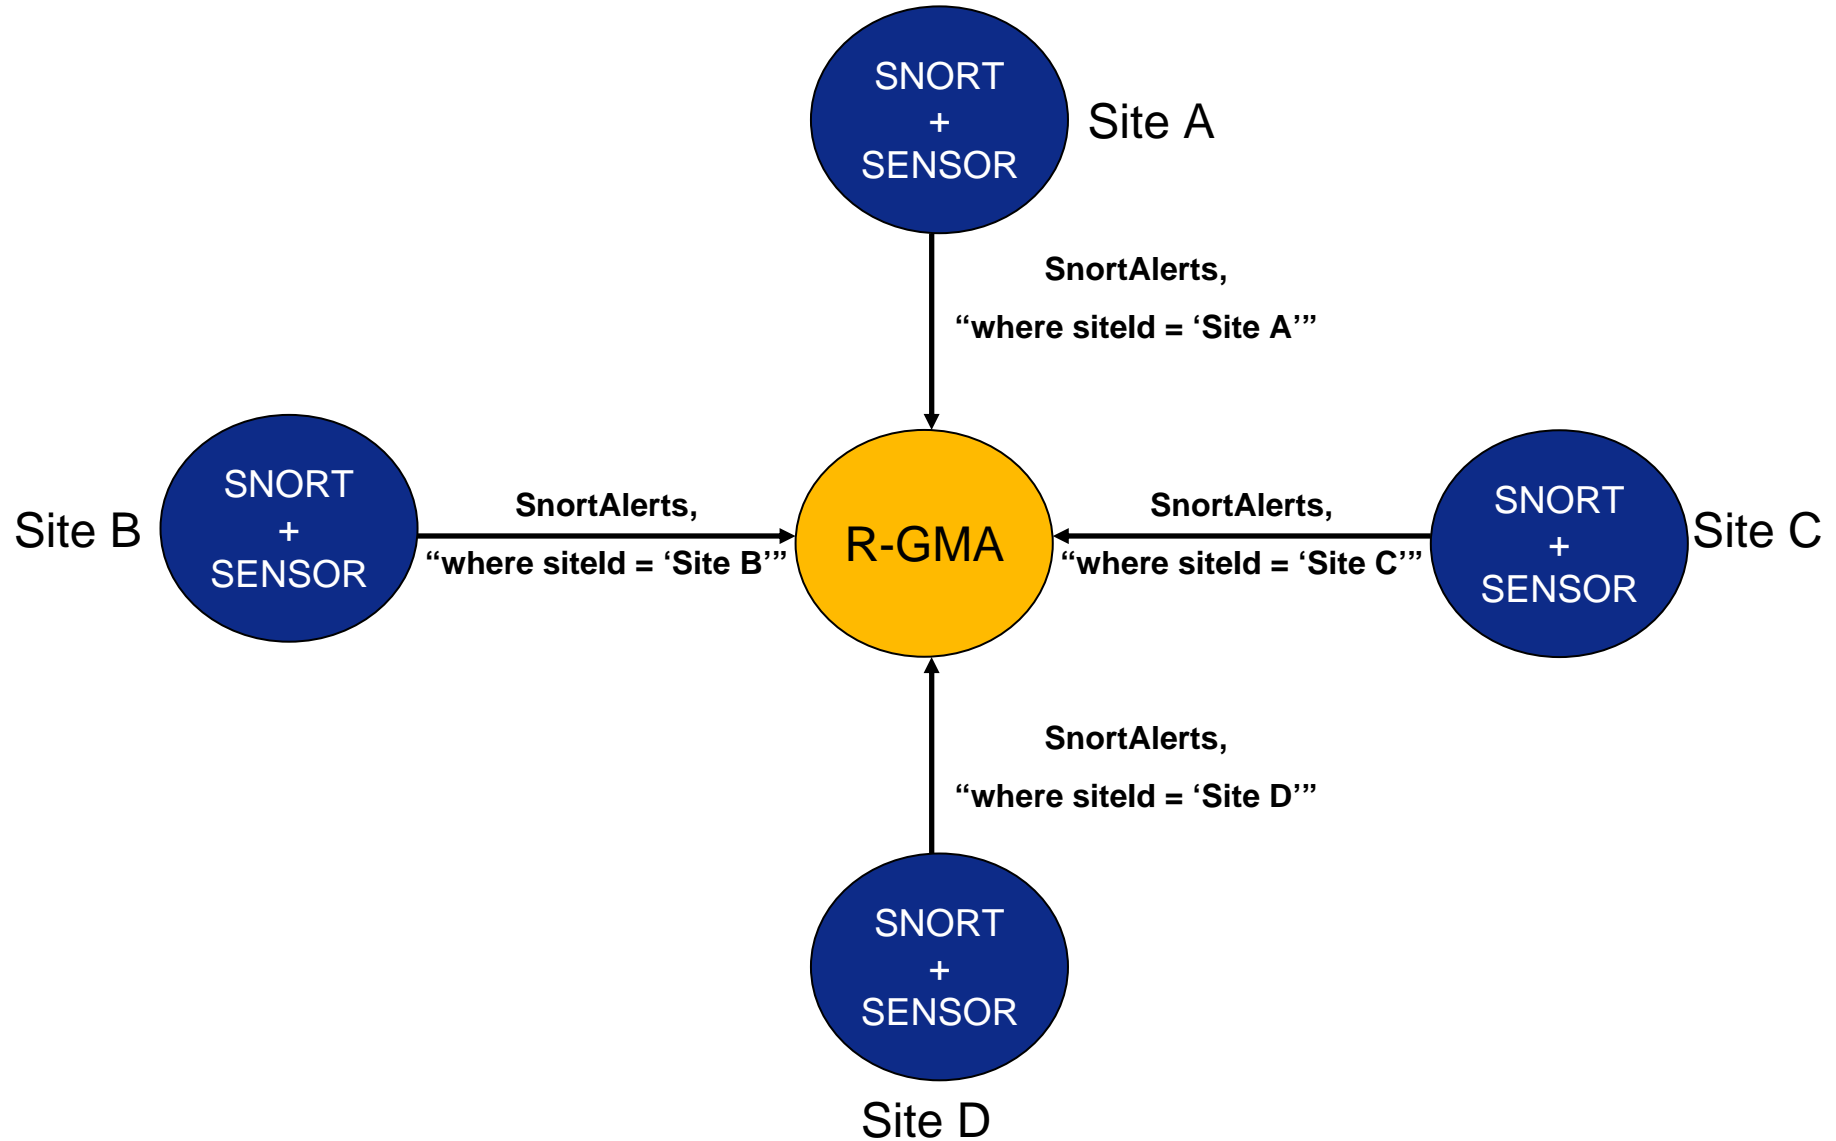 SNORT
+
SENSOR
Site A
SnortAlerts,
“where siteId = ‘Site A’”
Site B
SNORT
+
SENSOR
SnortAlerts,
“where siteId = ‘Site B’”
R-GMA
SnortAlerts,
“where siteId = ‘Site C’”
SNORT
+
SENSOR
Site C
SnortAlerts,
“where siteId = ‘Site D’”
SNORT
+
SENSOR
Site D